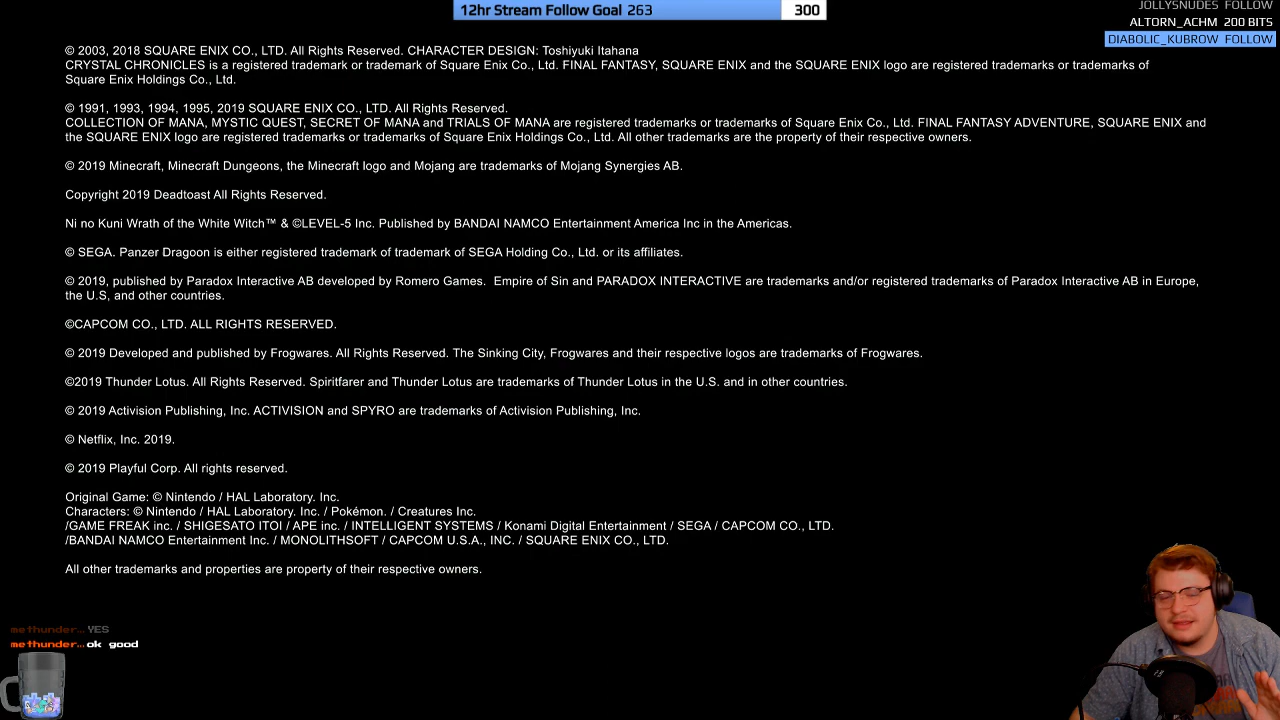 12hr Stream Follow Goal 263 300
JOLLYSNUDES FOLLOW
ALTORN_ACHM 200 BITS
DIABOLIC_KUBROW FOLLOW
© 2003, 2018 SQUARE ENIX CO., LTD. All Rights Reserved. CHARACTER DESIGN: Toshiyuki Itahana
CRYSTAL CHRONICLES is a registered trademark or trademark of Square Enix Co., Ltd. FINAL FANTASY, SQUARE ENIX and the SQUARE ENIX logo are registered trademarks or trademarks of
Square Enix Holdings Co., Ltd.
© 1991, 1993, 1994, 1995, 2019 SQUARE ENIX CO., LTD. All Rights Reserved.
COLLECTION OF MANA, MYSTIC QUEST, SECRET OF MANA and TRIALS OF MANA are registered trademarks or trademarks of Square Enix Co., Ltd. FINAL FANTASY ADVENTURE, SQUARE ENIX and
the SQUARE ENIX logo are registered trademarks or trademarks of Square Enix Holdings Co., Ltd. All other trademarks are the property of their respective owners.
© 2019 Minecraft, Minecraft Dungeons, the Minecraft logo and Mojang are trademarks of Mojang Synergies AB.
Copyright 2019 Deadtoast All Rights Reserved.
Ni no Kuni Wrath of the White Witch™ & ©LEVEL-5 Inc. Published by BANDAI NAMCO Entertainment America Inc in the Americas.
© SEGA. Panzer Dragoon is either registered trademark of trademark of SEGA Holding Co., Ltd. or its affiliates.
© 2019, published by Paradox Interactive AB developed by Romero Games. Empire of Sin and PARADOX INTERACTIVE are trademarks and/or registered trademarks of Paradox Interactive AB in Europe,
the U.S, and other countries.
©CAPCOM CO., LTD. ALL RIGHTS RESERVED.
© 2019 Developed and published by Frogwares. All Rights Reserved. The Sinking City, Frogwares and their respective logos are trademarks of Frogwares.
©2019 Thunder Lotus. All Rights Reserved. Spiritfarer and Thunder Lotus are trademarks of Thunder Lotus in the U.S. and in other countries.
© 2019 Activision Publishing, Inc. ACTIVISION and SPYRO are trademarks of Activision Publishing, Inc.
© Netflix, Inc. 2019.
© 2019 Playful Corp. All rights reserved.
Original Game: © Nintendo / HAL Laboratory. Inc.
Characters: © Nintendo / HAL Laboratory. Inc. / Pokémon. / Creatures Inc.
/GAME FREAK inc. / SHIGESATO ITOI / APE inc. / INTELLIGENT SYSTEMS / Konami Digital Entertainment / SEGA / CAPCOM CO., LTD.
/BANDAI NAMCO Entertainment Inc. / MONOLITHSOFT / CAPCOM U.S.A., INC. / SQUARE ENIX CO., LTD.
All other trademarks and properties are property of their respective owners.
methunder... YES
methunder... ok good